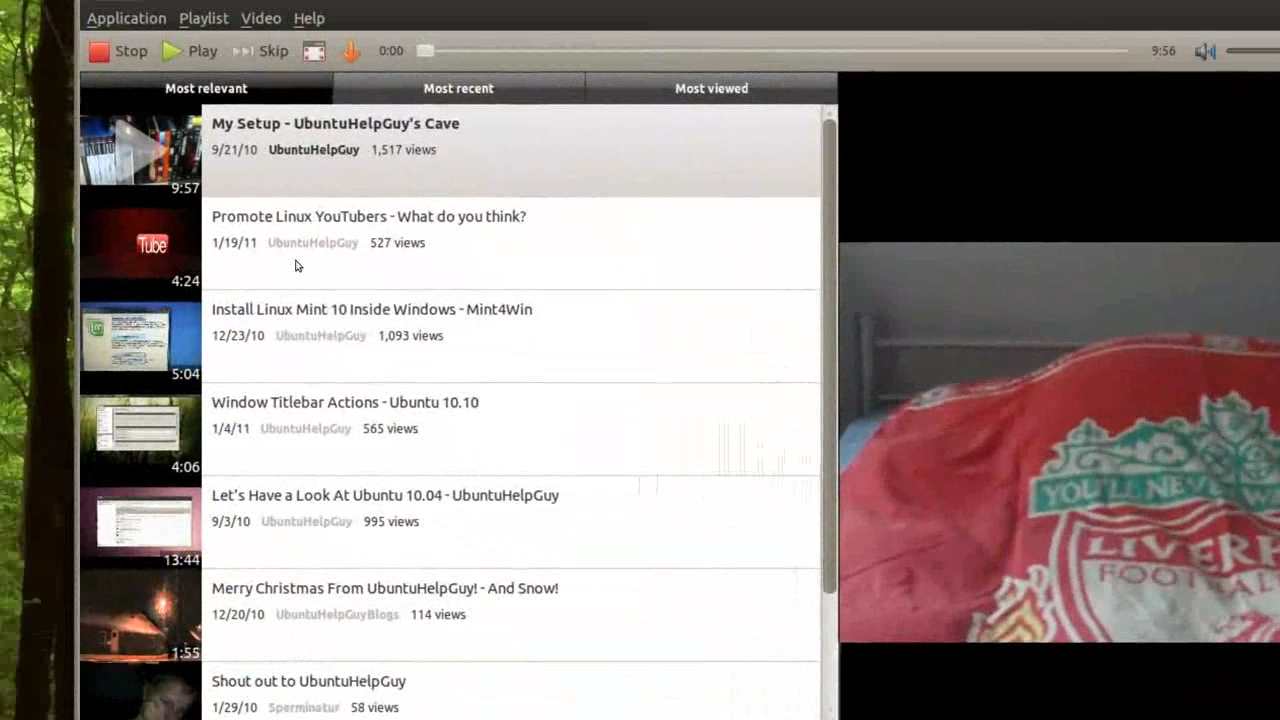 Application Playlist Video Help
Stop Play Skip 0:00 9:56
Most relevant Most recent Most viewed
My Setup - UbuntuHelpGuy's Cave
9/21/10 UbuntuHelpGuy 1,517 views
9:57
Promote Linux YouTubers - What do you think?
1/19/11 UbuntuHelpGuy 527 views
Tube
4:24
Install Linux Mint 10 Inside Windows - Mint4Win
12/23/10 UbuntuHelpGuy 1,093 views
5:04
Window Titlebar Actions - Ubuntu 10.10
1/4/11 UbuntuHelpGuy 565 views
4:06
Let's Have a Look At Ubuntu 10.04 - UbuntuHelpGuy
9/3/10 UbuntuHelpGuy 995 views
13:44
Merry Christmas From UbuntuHelpGuy! - And Snow!
12/20/10 UbuntuHelpGuyBlogs 114 views
1:55
Shout out to UbuntuHelpGuy
1/29/10 Sperminatur 58 views
YOU'LL NEVE
LIVERP
FOOTBAL